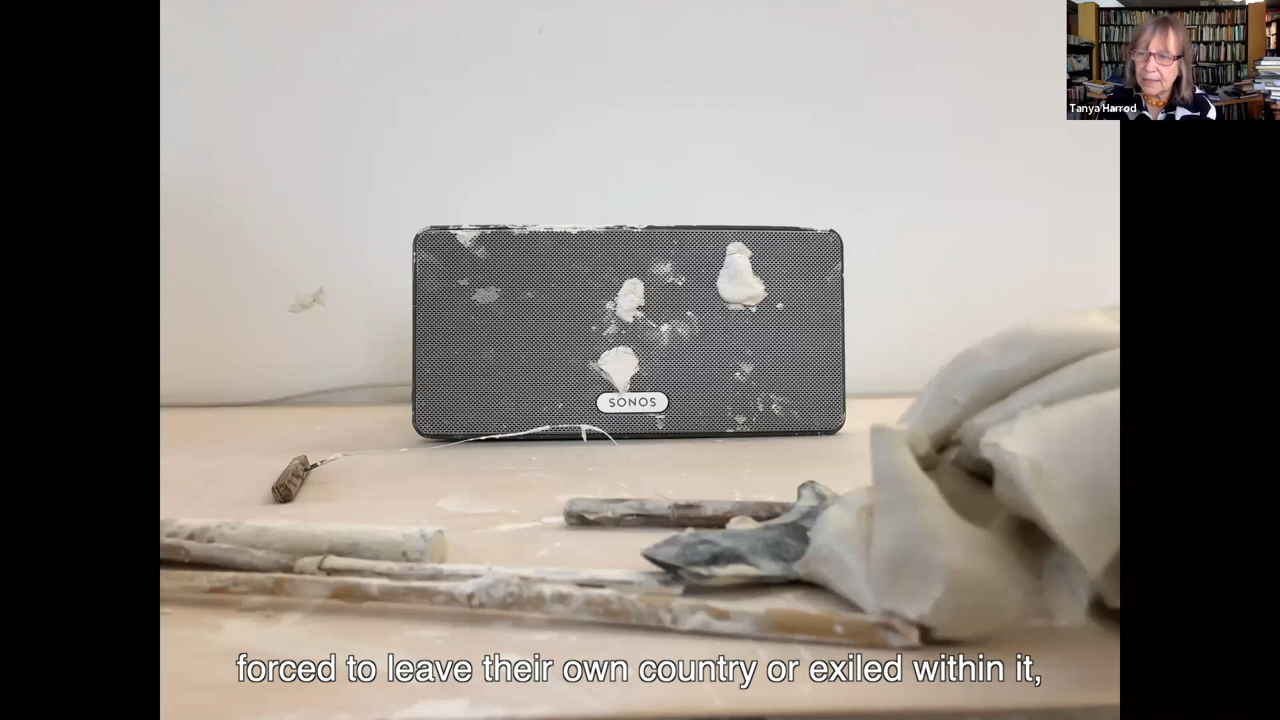 Tanya Harrod
SONOS
forced to leave their own country or exiled within it,